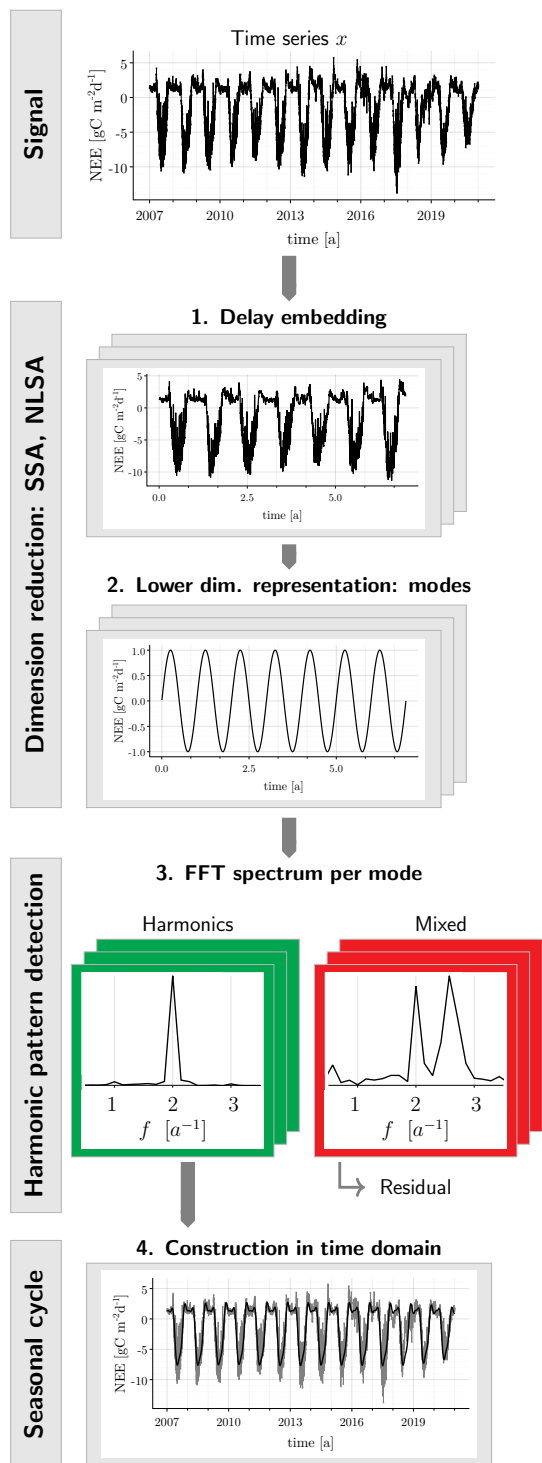 Signal
Time series x
NEE [gC m⁻²d⁻¹]
5
0
-5
-10
2007 2010 2013 2016 2019
time [a]
Dimension reduction: SSA, NLSA
1. Delay embedding
NEE [gC m⁻²d⁻¹]
5
0
-5
-10
0.0 2.5 5.0
time [a]
2. Lower dim. representation: modes
NEE [gC m⁻²d⁻¹]
1.0
0.5
0.0
-0.5
-1.0
0.0 2.5 5.0
time [a]
Harmonic pattern detection
3. FFT spectrum per mode
Harmonics
1 2 3
f [a⁻¹]
Mixed
1 2 3
f [a⁻¹]
Residual
Seasonal cycle
4. Construction in time domain
NEE [gC m⁻²d⁻¹]
5
0
-5
-10
2007 2010 2013 2016 2019
time [a]